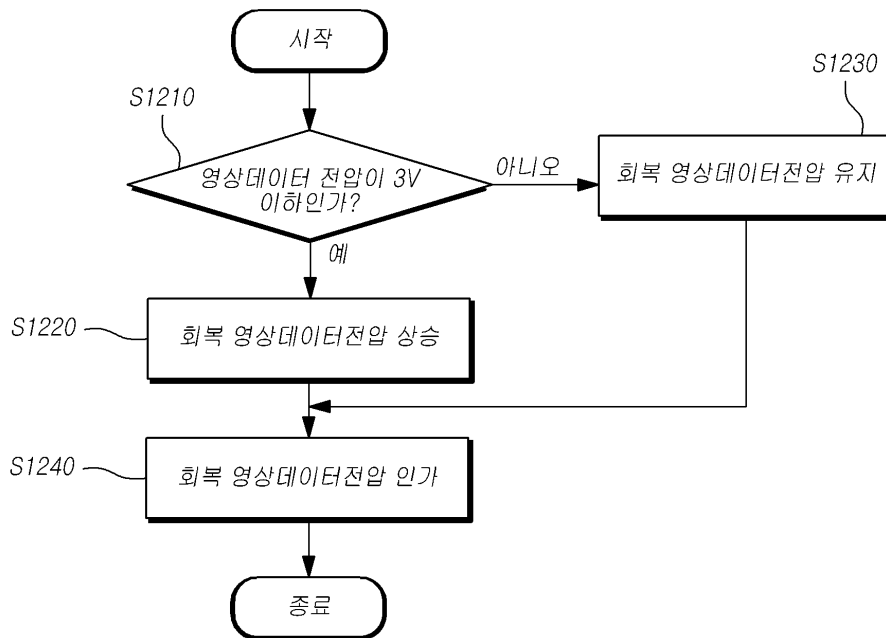 시작
S1210
S1230
영상데이터 전압이 3V
이하인가?
아니오
회복 영상데이터전압 유지
예
S1220
회복 영상데이터전압 상승
S1240
회복 영상데이터전압 인가
종료